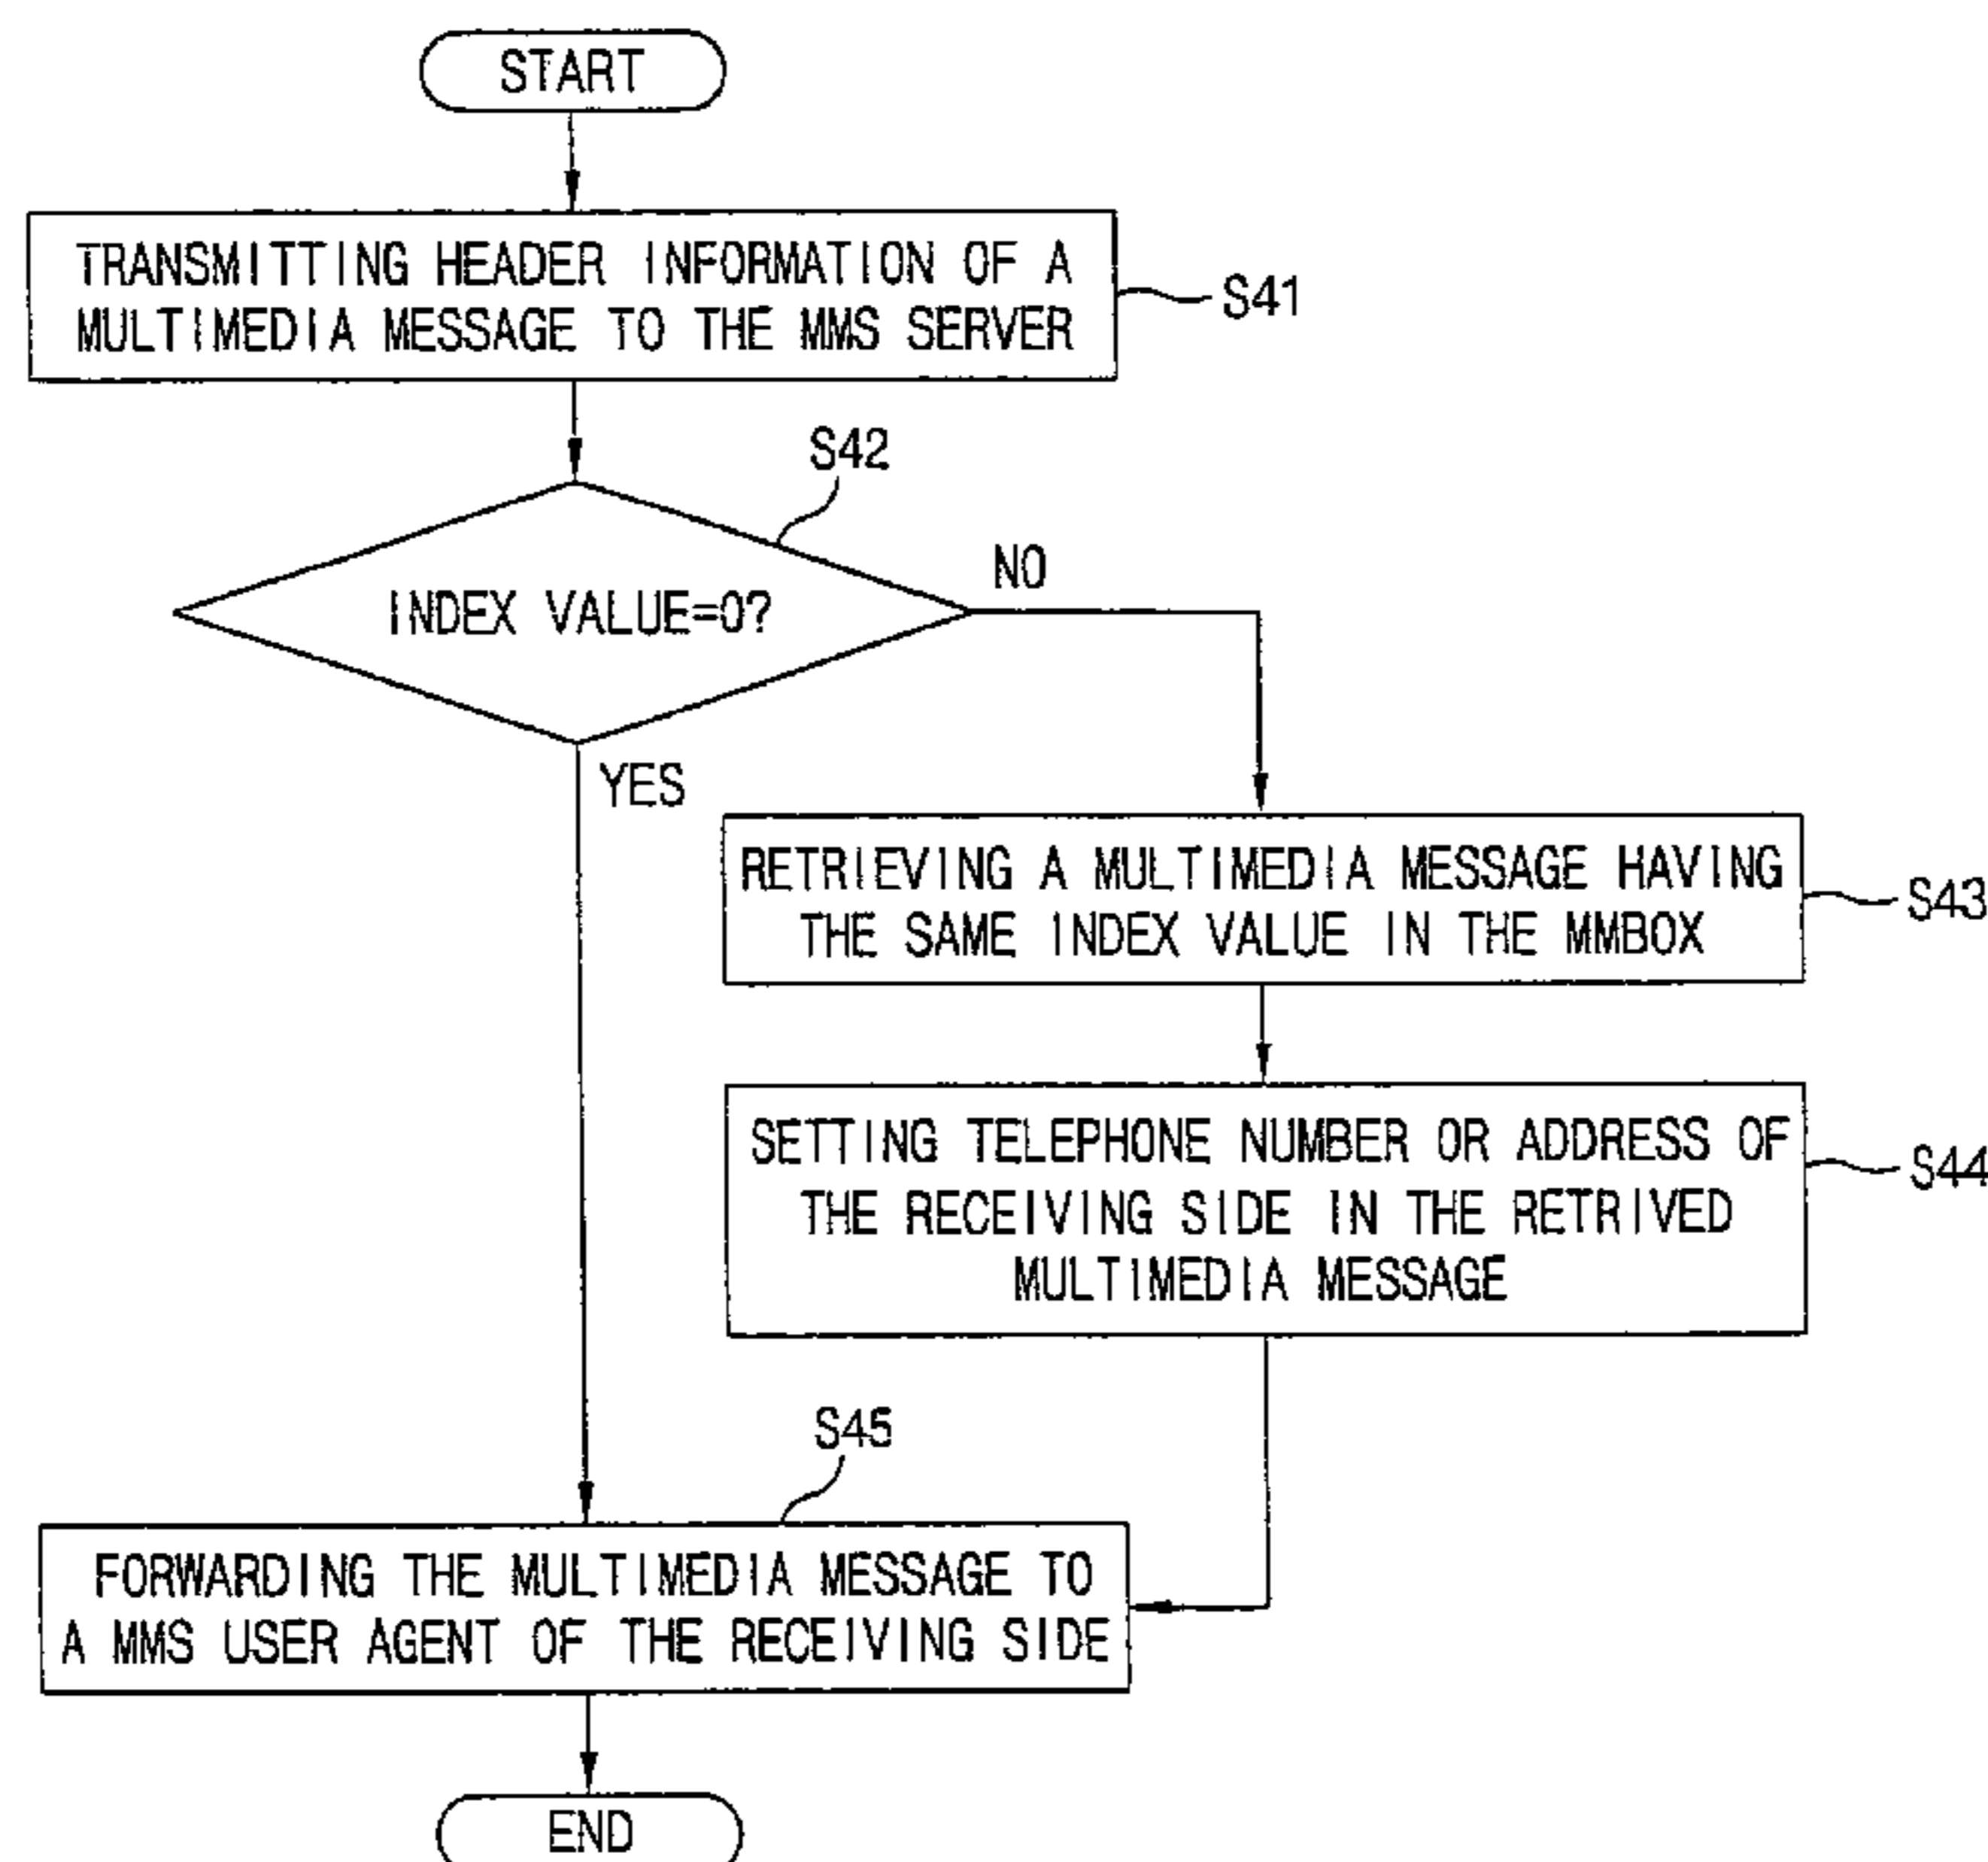 START
TRANSMITTING HEADER INFORMATION OF A
MULTIMEDIA MESSAGE TO THE MMS SERVER
S41
S42
INDEX VALUE=0?
NO
YES
RETRIEVING A MULTIMEDIA MESSAGE HAVING
THE SAME INDEX VALUE IN THE MMBOX
S43
SETTING TELEPHONE NUMBER OR ADDRESS OF
THE RECEIVING SIDE IN THE RETRIVED
MULTIMEDIA MESSAGE
S44
S45
FORWARDING THE MULTIMEDIA MESSAGE TO
A MMS USER AGENT OF THE RECEIVING SIDE
END